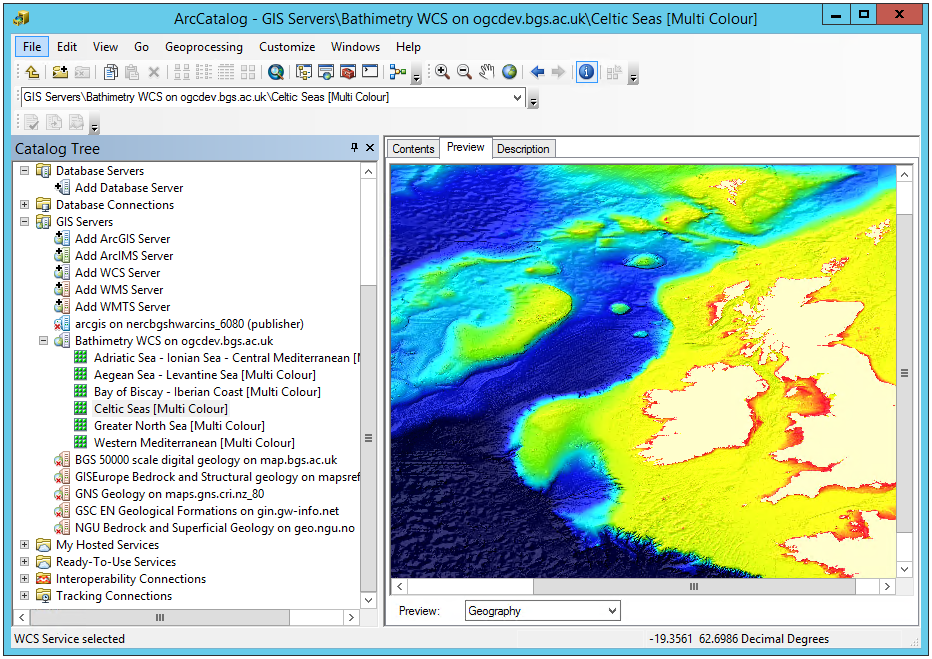 ArcCatalog - GIS Servers\Bathimetry WCS on ogcdev.bgs.ac.uk\Celtic Seas [Multi Colour]
File Edit View Go Geoprocessing Customize Windows Help
GIS Servers\Bathimetry WCS on ogcdev.bgs.ac.uk\Celtic Seas [Multi Colour]
Catalog Tree
Database Servers
Add Database Server
Database Connections
GIS Servers
Add ArcGIS Server
Add ArcIMS Server
Add WCS Server
Add WMS Server
Add WMTS Server
arcgis on nercbgshwarcins_6080 (publisher)
Bathimetry WCS on ogcdev.bgs.ac.uk
Adriatic Sea - Ionian Sea - Central Mediterranean [
Aegean Sea - Levantine Sea [Multi Colour]
Bay of Biscay - Iberian Coast [Multi Colour]
Celtic Seas [Multi Colour]
Greater North Sea [Multi Colour]
Western Mediterranean [Multi Colour]
BGS 50000 scale digital geology on map.bgs.ac.uk
GISEurope Bedrock and Structural geology on mapsref
GNS Geology on maps.gns.cri.nz_80
GSC EN Geological Formations on gin.gw-info.net
NGU Bedrock and Superficial Geology on geo.ngu.no
My Hosted Services
Ready-To-Use Services
Interoperability Connections
Tracking Connections
Contents Preview Description
Preview: Geography
WCS Service selected
-19.3561 62.6986 Decimal Degrees